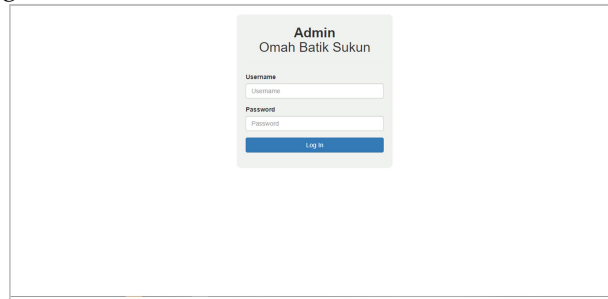 Admin
Omah Batik Sukun
Username
Username
Password
Password
Log In